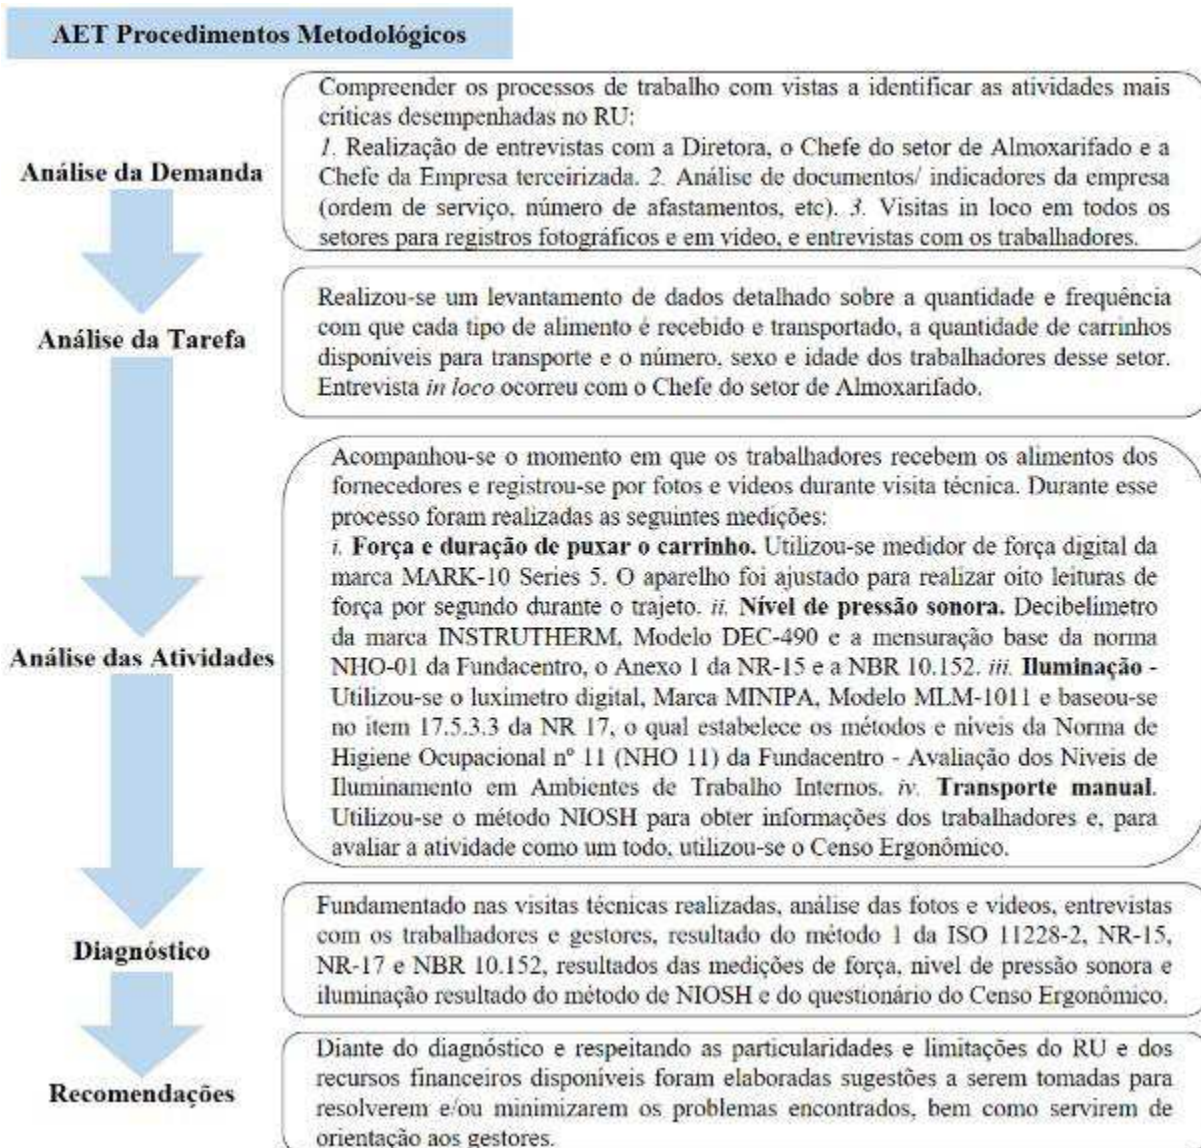 AET Procedimentos Metodológicos
Análise da Demanda
Compreender os processos de trabalho com vistas a identificar as atividades mais
críticas desempenhadas no RU:
1. Realização de entrevistas com a Diretora, o Chefe do setor de Almoxarifado e a
Chefe da Empresa terceirizada. 2. Análise de documentos/ indicadores da empresa
(ordem de serviço, número de afastamentos, etc). 3. Visitas in loco em todos os
setores para registros fotográficos e em vídeo, e entrevistas com os trabalhadores.
Análise da Tarefa
Realizou-se um levantamento de dados detalhado sobre a quantidade e frequência
com que cada tipo de alimento é recebido e transportado, a quantidade de carrinhos
disponíveis para transporte e o número, sexo e idade dos trabalhadores desse setor.
Entrevista in loco ocorreu com o Chefe do setor de Almoxarifado.
Análise das Atividades
Acompanhou-se o momento em que os trabalhadores recebem os alimentos dos
fornecedores e registrou-se por fotos e vídeos durante visita técnica. Durante esse
processo foram realizadas as seguintes medições:
i. Força e duração de puxar o carrinho. Utilizou-se medidor de força digital da
marca MARK-10 Series 5. O aparelho foi ajustado para realizar oito leituras de
força por segundo durante o trajeto. ii. Nível de pressão sonora. Decibelímetro
da marca INSTRUTHERM, Modelo DEC-490 e a mensuração base da norma
NHO-01 da Fundacentro, o Anexo 1 da NR-15 e a NBR 10.152. iii. Iluminação -
Utilizou-se o luxímetro digital, Marca MINIPA, Modelo MLM-1011 e baseou-se
no item 17.5.3.3 da NR 17, o qual estabelece os métodos e níveis da Norma de
Higiene Ocupacional nº 11 (NHO 11) da Fundacentro - Avaliação dos Níveis de
Iluminamento em Ambientes de Trabalho Internos. iv. Transporte manual.
Utilizou-se o método NIOSH para obter informações dos trabalhadores e, para
avaliar a atividade como um todo, utilizou-se o Censo Ergonômico.
Diagnóstico
Fundamentado nas visitas técnicas realizadas, análise das fotos e vídeos, entrevistas
com os trabalhadores e gestores, resultado do método 1 da ISO 11228-2, NR-15,
NR-17 e NBR 10.152, resultados das medições de força, nível de pressão sonora e
iluminação resultado do método de NIOSH e do questionário do Censo Ergonômico.
Recomendações
Diante do diagnóstico e respeitando as particularidades e limitações do RU e dos
recursos financeiros disponíveis foram elaboradas sugestões a serem tomadas para
resolverem e/ou minimizarem os problemas encontrados, bem como servirem de
orientação aos gestores.